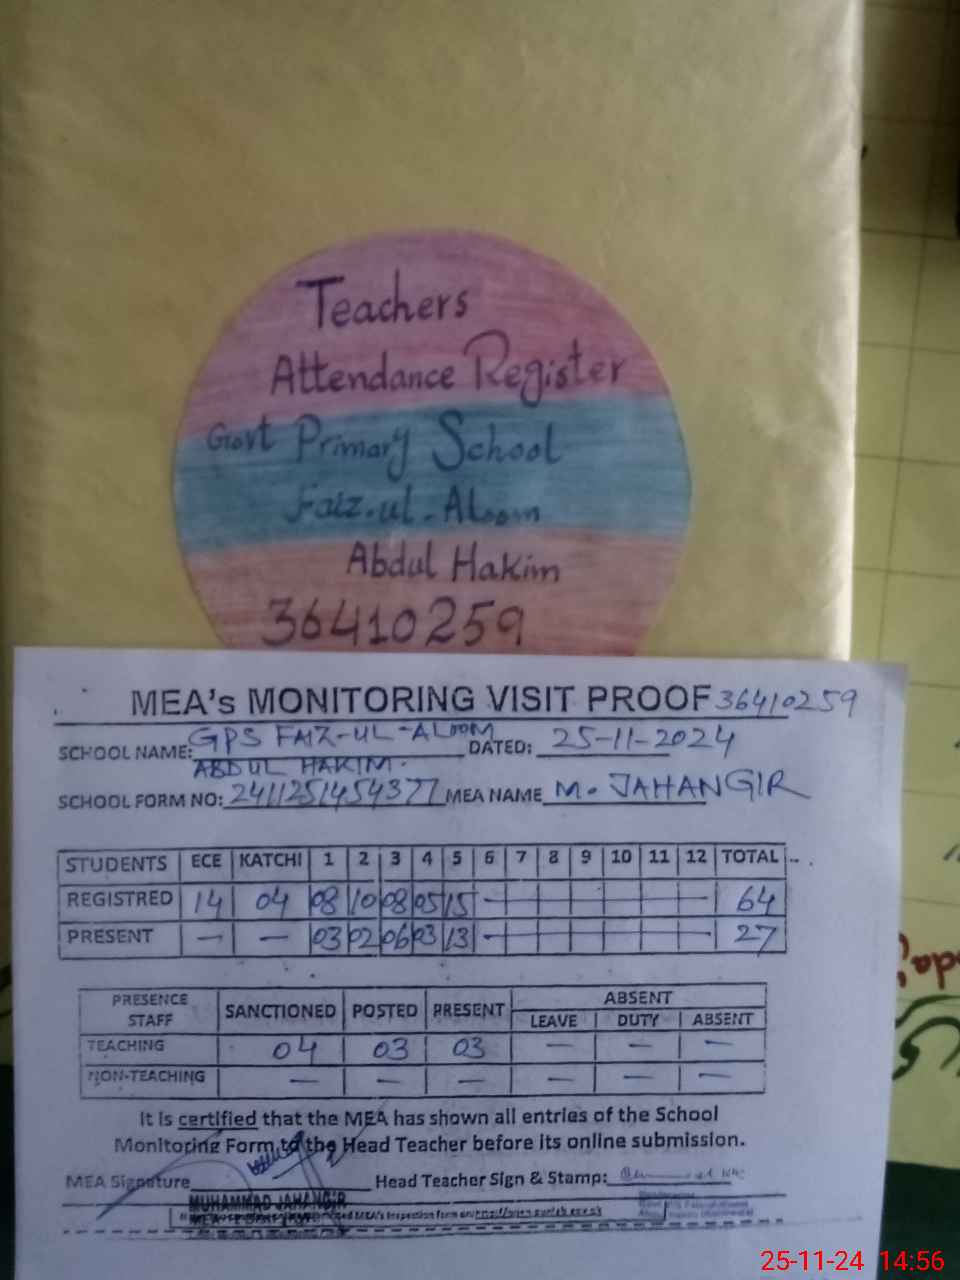 Teachers
Attendance Register
Govt Primary School
Faiz-ul-Aloom
Abdul Hakim
36410259
MEA's MONITORING VISIT PROOF 36410259
SCHOOL NAME: GPS FAIZ-UL-ALOOM DATED: 25-11-2024
ABDUL HAKIM.
SCHOOL FORM NO: 2411251454377 MEA NAME M. JAHANGIR
STUDENTS ECE KATCHI 1 2 3 4 5 6 7 8 9 10 11 12 TOTAL
REGISTRED 14 04 08 10 08 05 15 — 64
PRESENT — — 03 02 06 03 13 — 27
PRESENCE STAFF SANCTIONED POSTED PRESENT ABSENT
LEAVE DUTY ABSENT
TEACHING 04 03 03 — — —
NON-TEACHING — — — — — —
It is certified that the MEA has shown all entries of the School
Monitoring Form to the Head Teacher before its online submission.
MEA Signature Head Teacher Sign & Stamp:
MUHAMMAD JAHANGIR
MEA's Inspection form on
25-11-24 14:56